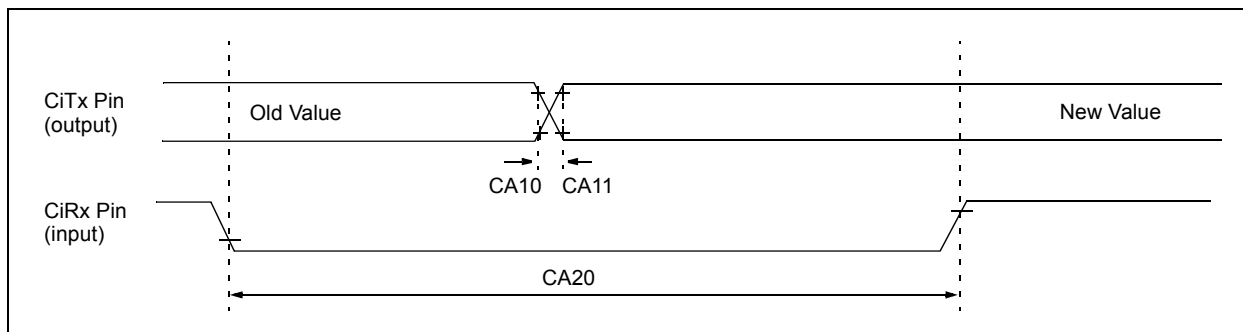 CiTx Pin
(output)
Old Value
New Value
CA10 CA11
CiRx Pin
(input)
CA20